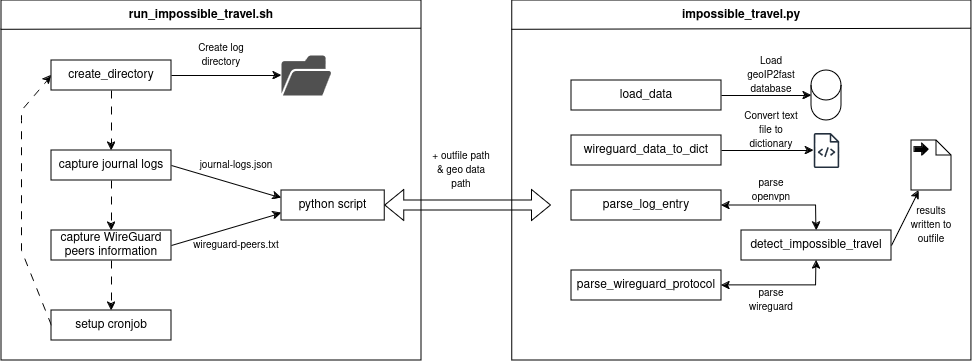 run_impossible_travel.sh
create_directory
Create log
directory
capture journal logs
journal-logs.json
python script
capture WireGuard
peers information
wireguard-peers.txt
setup cronjob
+ outfile path
& geo data
path
impossible_travel.py
load_data
Load
geoIP2fast
database
wireguard_data_to_dict
Convert text
file to
dictionary
</>
parse_log_entry
parse
openvpn
detect_impossible_travel
results
written to
outfile
parse_wireguard_protocol
parse
wireguard